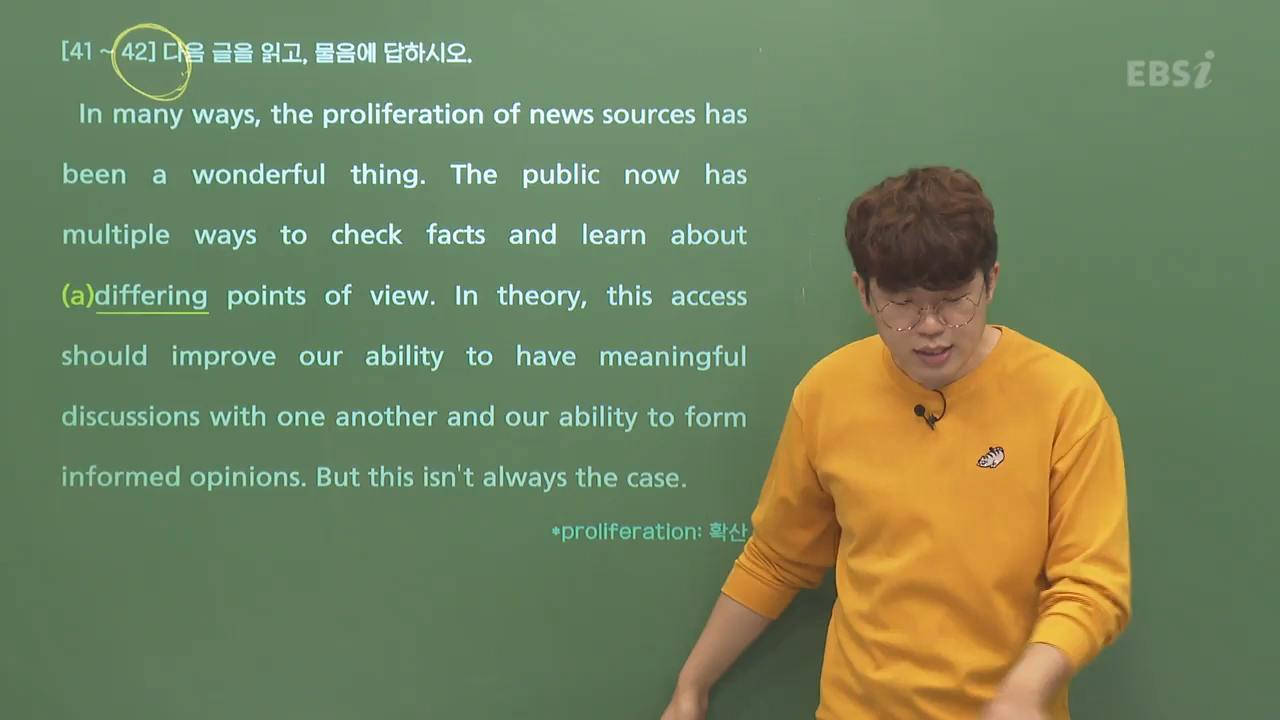 [41 ~ 42] 다음 글을 읽고, 물음에 답하시오.
EBSi
In many ways, the proliferation of news sources has
been a wonderful thing. The public now has
multiple ways to check facts and learn about
(a)differing points of view. In theory, this access
should improve our ability to have meaningful
discussions with one another and our ability to form
informed opinions. But this isn't always the case.
*proliferation: 확산